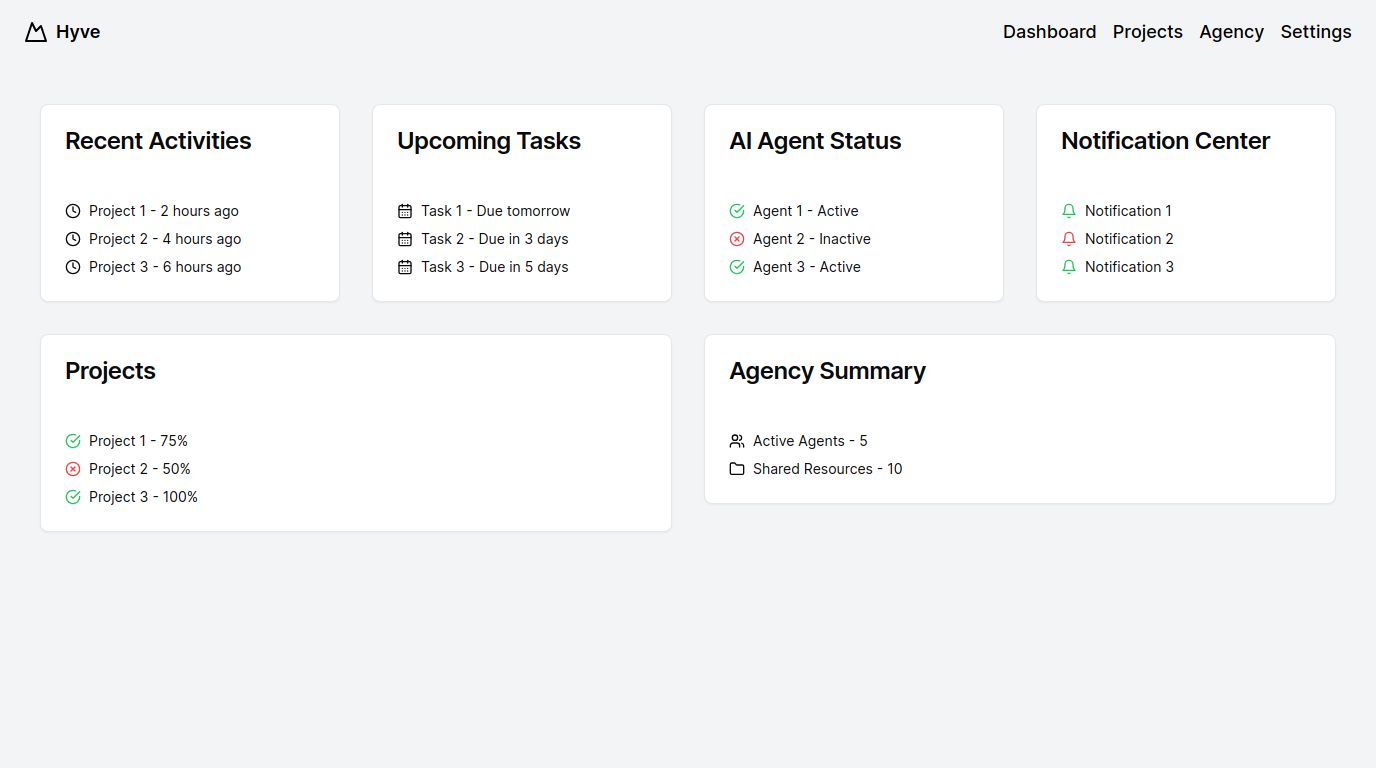 Hyve
Dashboard Projects Agency Settings
Recent Activities
Project 1 - 2 hours ago
Project 2 - 4 hours ago
Project 3 - 6 hours ago
Upcoming Tasks
Task 1 - Due tomorrow
Task 2 - Due in 3 days
Task 3 - Due in 5 days
AI Agent Status
Agent 1 - Active
Agent 2 - Inactive
Agent 3 - Active
Notification Center
Notification 1
Notification 2
Notification 3
Projects
Project 1 - 75%
Project 2 - 50%
Project 3 - 100%
Agency Summary
Active Agents - 5
Shared Resources - 10